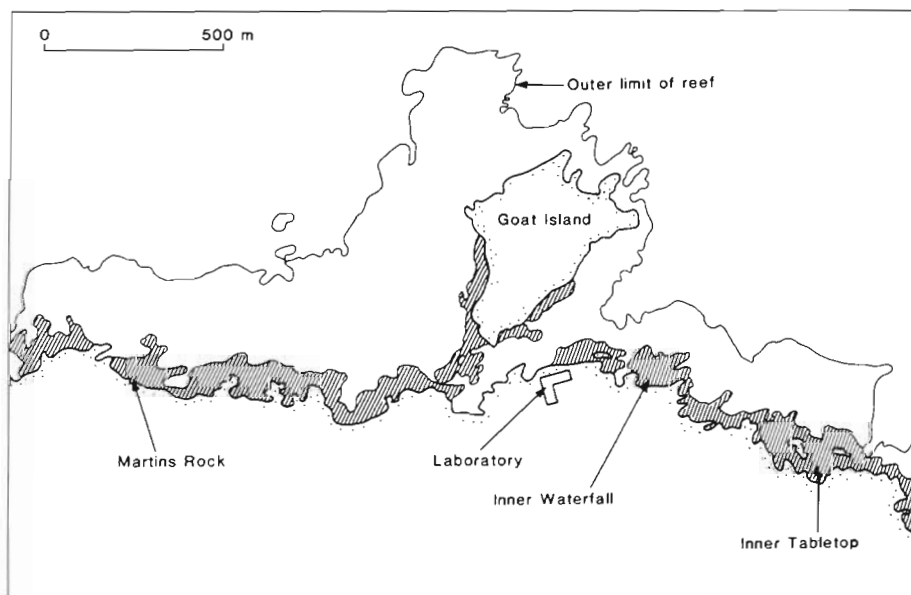 0 500 m
Outer limit of reef
Goat Island
Martins Rock
Laboratory
Inner Waterfall
Inner Tabletop